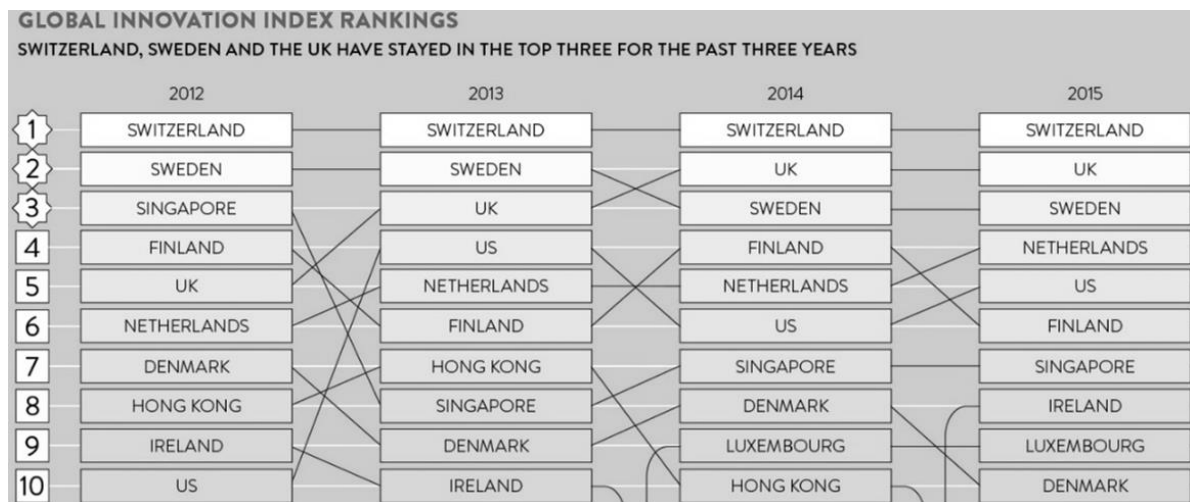 GLOBAL INNOVATION INDEX RANKINGS
SWITZERLAND, SWEDEN AND THE UK HAVE STAYED IN THE TOP THREE FOR THE PAST THREE YEARS
2012 2013 2014 2015
1 SWITZERLAND SWITZERLAND SWITZERLAND SWITZERLAND
2 SWEDEN SWEDEN UK UK
3 SINGAPORE UK SWEDEN SWEDEN
4 FINLAND US FINLAND NETHERLANDS
5 UK NETHERLANDS NETHERLANDS US
6 NETHERLANDS FINLAND US FINLAND
7 DENMARK HONG KONG SINGAPORE SINGAPORE
8 HONG KONG SINGAPORE DENMARK IRELAND
9 IRELAND DENMARK LUXEMBOURG LUXEMBOURG
10 US IRELAND HONG KONG DENMARK